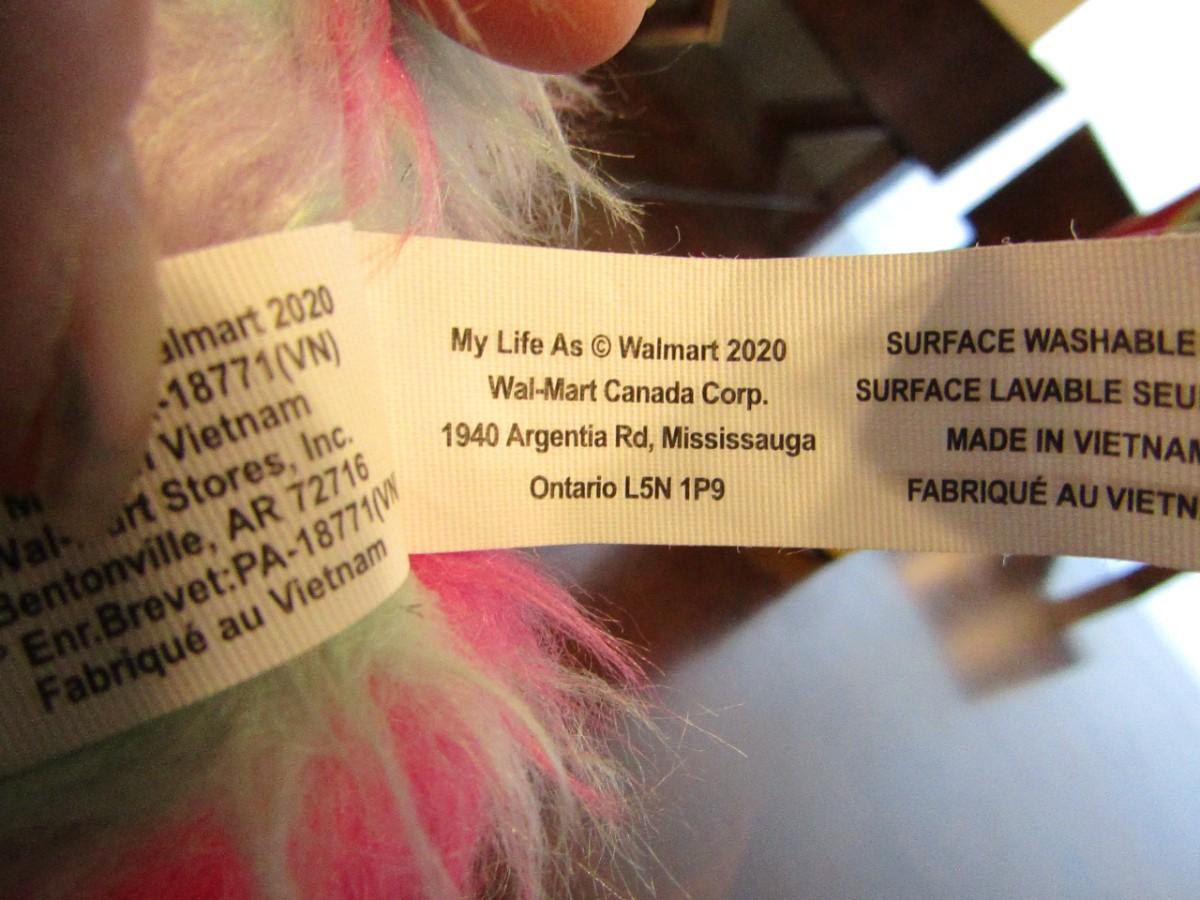 almart 2020
-18771(VN)
Vietnam
art Stores, Inc.
Bentonville, AR 72716
Enr.Brevet:PA-18771(VN
Fabriqué au Vietnam
My Life As © Walmart 2020
Wal-Mart Canada Corp.
1940 Argentia Rd, Mississauga
Ontario L5N 1P9
SURFACE WASHABLE
SURFACE LAVABLE SEU
MADE IN VIETNAM
FABRIQUÉ AU VIETN